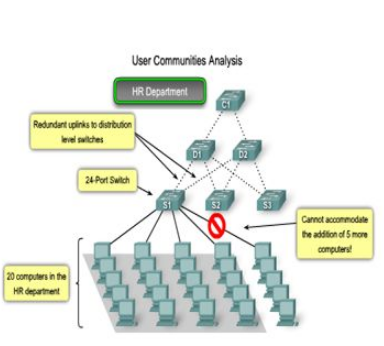 User Communities Analysis
HR Department
C1
Redundant uplinks to distribution
level switches
D1
D2
24-Port Switch
S1
S2
S3
Cannot accommodate
the addition of 5 more
computers!
20 computers in the
HR department